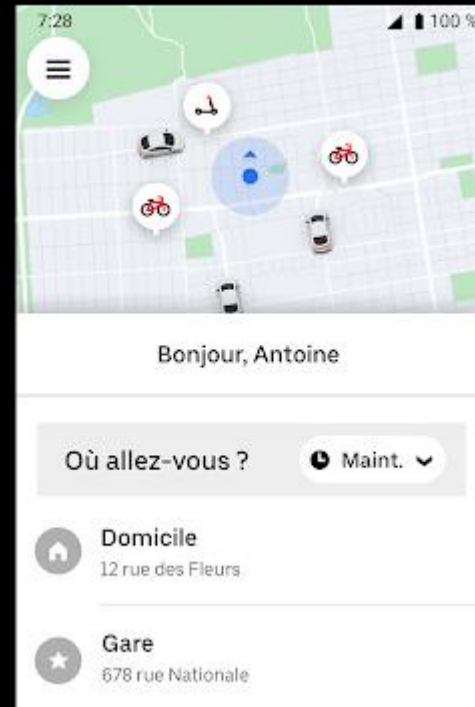 7:28 100 %
Bonjour, Antoine
Où allez-vous ? Maint.
Domicile
12 rue des Fleurs
Gare
678 rue Nationale